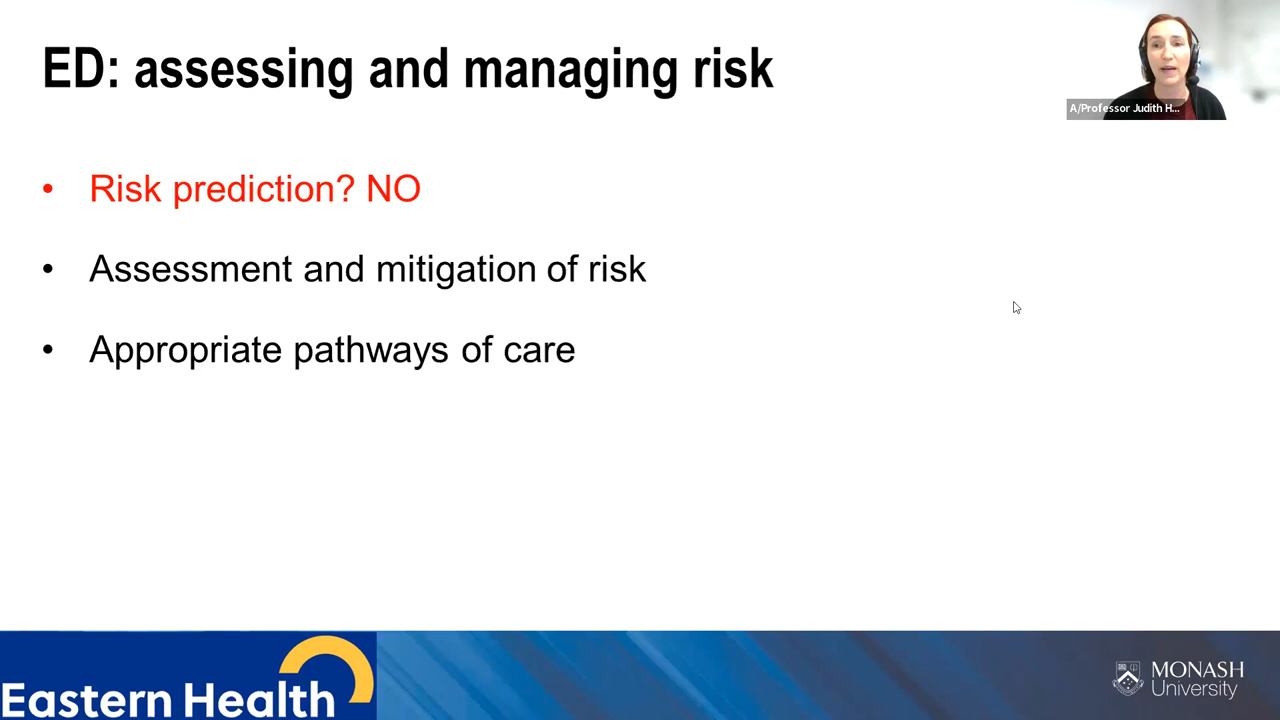 ED: assessing and managing risk
A/Professor Judith H...
• Risk prediction? NO
• Assessment and mitigation of risk
• Appropriate pathways of care
Eastern Health
MONASH
University